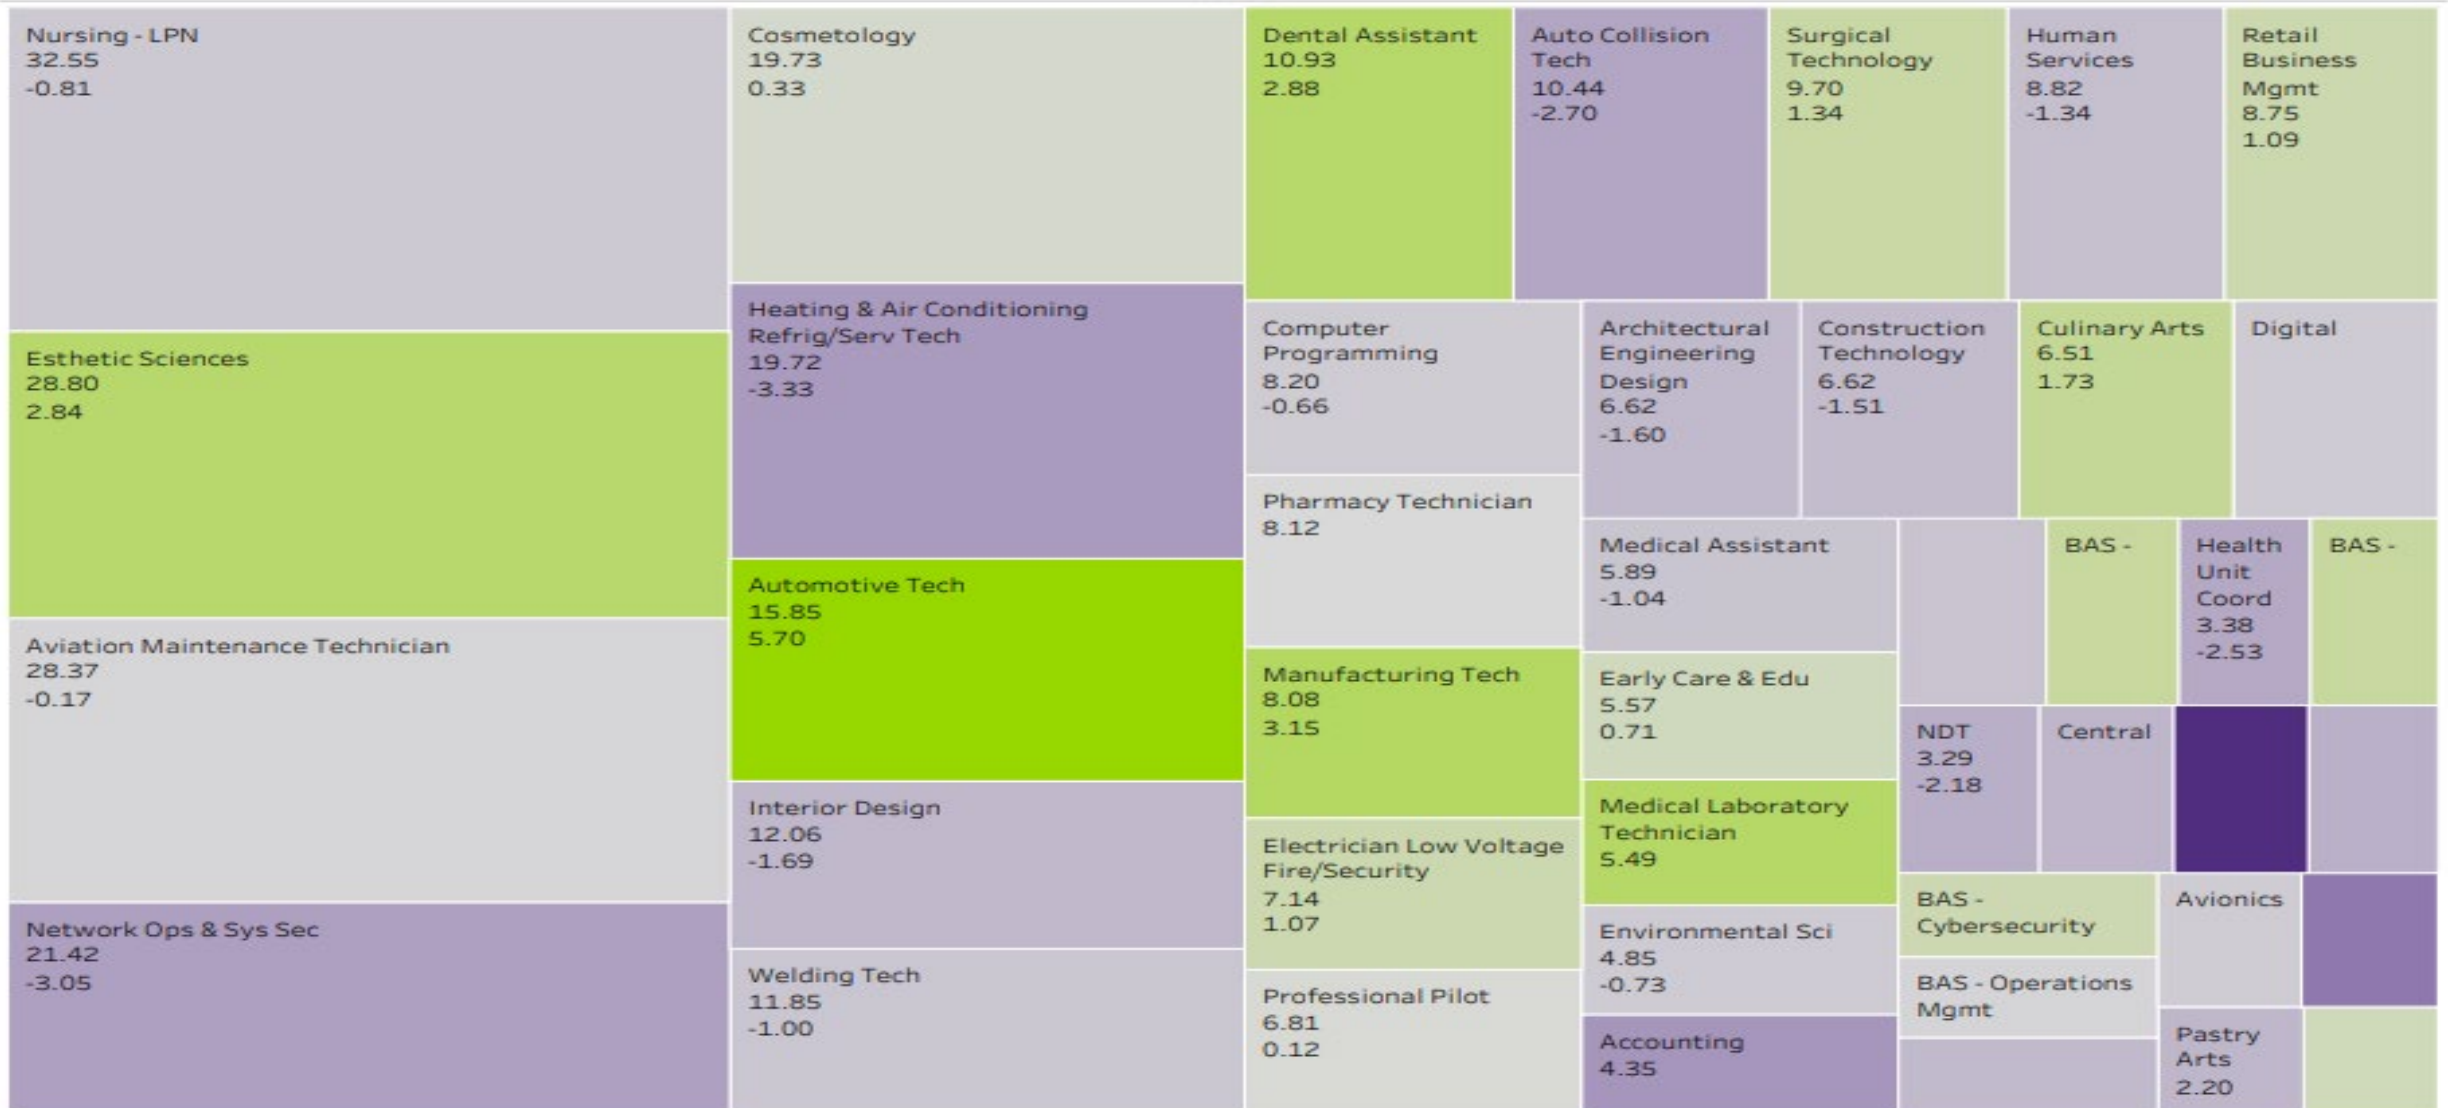 Nursing - LPN
32.55
-0.81
Esthetic Sciences
28.80
2.84
Aviation Maintenance Technician
28.37
-0.17
Network Ops & Sys Sec
21.42
-3.05
Cosmetology
19.73
0.33
Heating & Air Conditioning
Refrig/Serv Tech
19.72
-3.33
Automotive Tech
15.85
5.70
Interior Design
12.06
-1.69
Welding Tech
11.85
-1.00
Dental Assistant
10.93
2.88
Auto Collision
Tech
10.44
-2.70
Surgical
Technology
9.70
1.34
Human
Services
8.82
-1.34
Retail
Business
Mgmt
8.75
1.09
Computer
Programming
8.20
-0.66
Pharmacy Technician
8.12
Manufacturing Tech
8.08
3.15
Electrician Low Voltage
Fire/Security
7.14
1.07
Professional Pilot
6.81
0.12
Architectural
Engineering
Design
6.62
-1.60
Construction
Technology
6.62
-1.51
Culinary Arts
6.51
1.73
Digital
Medical Assistant
5.89
-1.04
Early Care & Edu
5.57
0.71
Medical Laboratory
Technician
5.49
Environmental Sci
4.85
-0.73
Accounting
4.35
BAS -
Health
Unit
Coord
3.38
-2.53
BAS -
NDT
3.29
-2.18
Central
BAS -
Cybersecurity
BAS - Operations
Mgmt
Avionics
Pastry
Arts
2.20